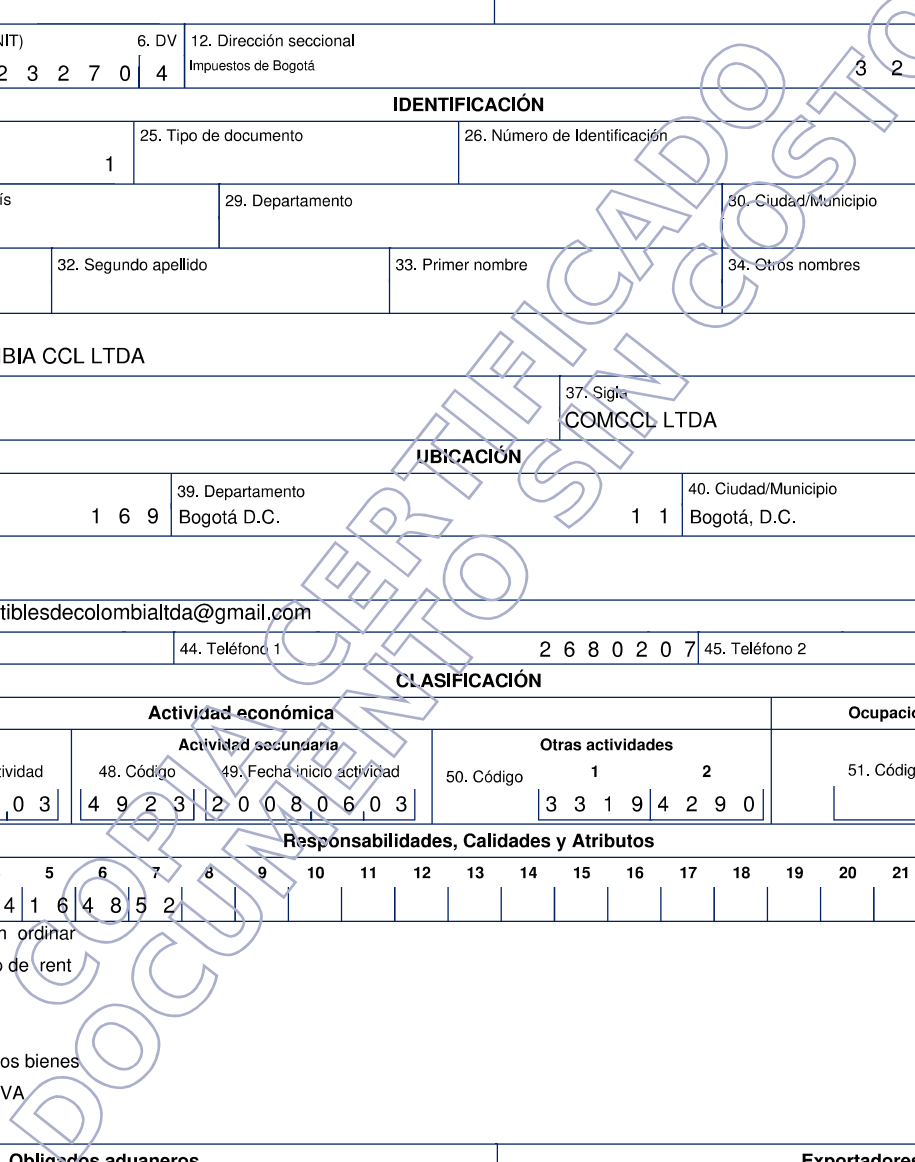 NIT) 6. DV 12. Dirección seccional
2 3 2 7 0 4 Impuestos de Bogotá 3 2
IDENTIFICACIÓN
25. Tipo de documento 26. Número de Identificación
1
ís 29. Departamento 30. Ciudad/Municipio
32. Segundo apellido 33. Primer nombre 34. Otros nombres
BIA CCL LTDA
37. Sigla
COMCCL LTDA
UBICACIÓN
39. Departamento 40. Ciudad/Municipio
1 6 9 Bogotá D.C. 1 1 Bogotá, D.C.
tiblesdecolombialtda@gmail.com
44. Teléfono 1 2 6 8 0 2 0 7 45. Teléfono 2
CLASIFICACIÓN
Actividad económica Ocupació
Actividad secundaria Otras actividades
ividad 48. Código 49. Fecha inicio actividad 50. Código 1 2 51. Códig
0 3 4 9 2 3 2 0 0 8 0 6 0 3 3 3 1 9 4 2 9 0
Responsabilidades, Calidades y Atributos
5 6 7 8 9 10 11 12 13 14 15 16 17 18 19 20 21
4 1 6 4 8 5 2
n ordinar
o de rent
os bienes
VA
Obligados aduaneros Exportadores
COPIA CERTIFICADO
DOCUMENTO SIN COSTO